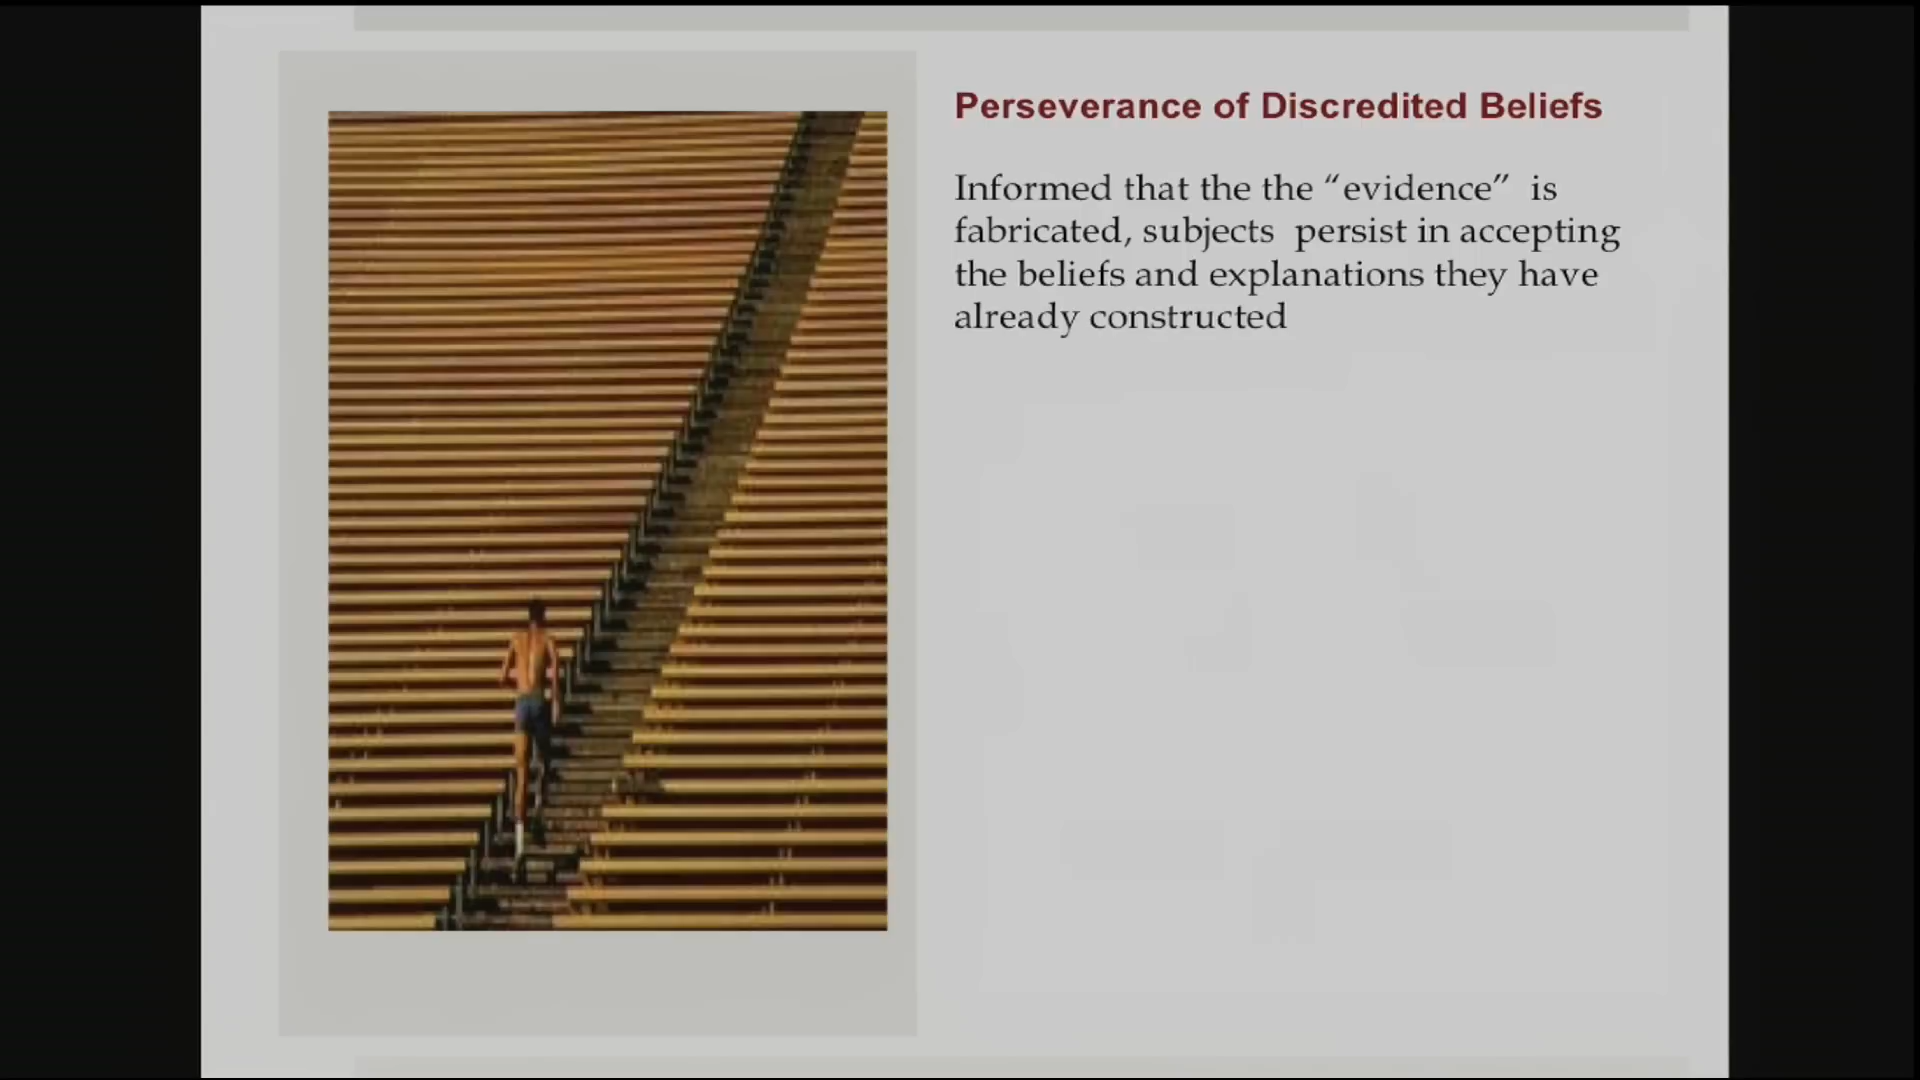 Perseverance of Discredited Beliefs
Informed that the the “evidence” is
fabricated, subjects persist in accepting
the beliefs and explanations they have
already constructed